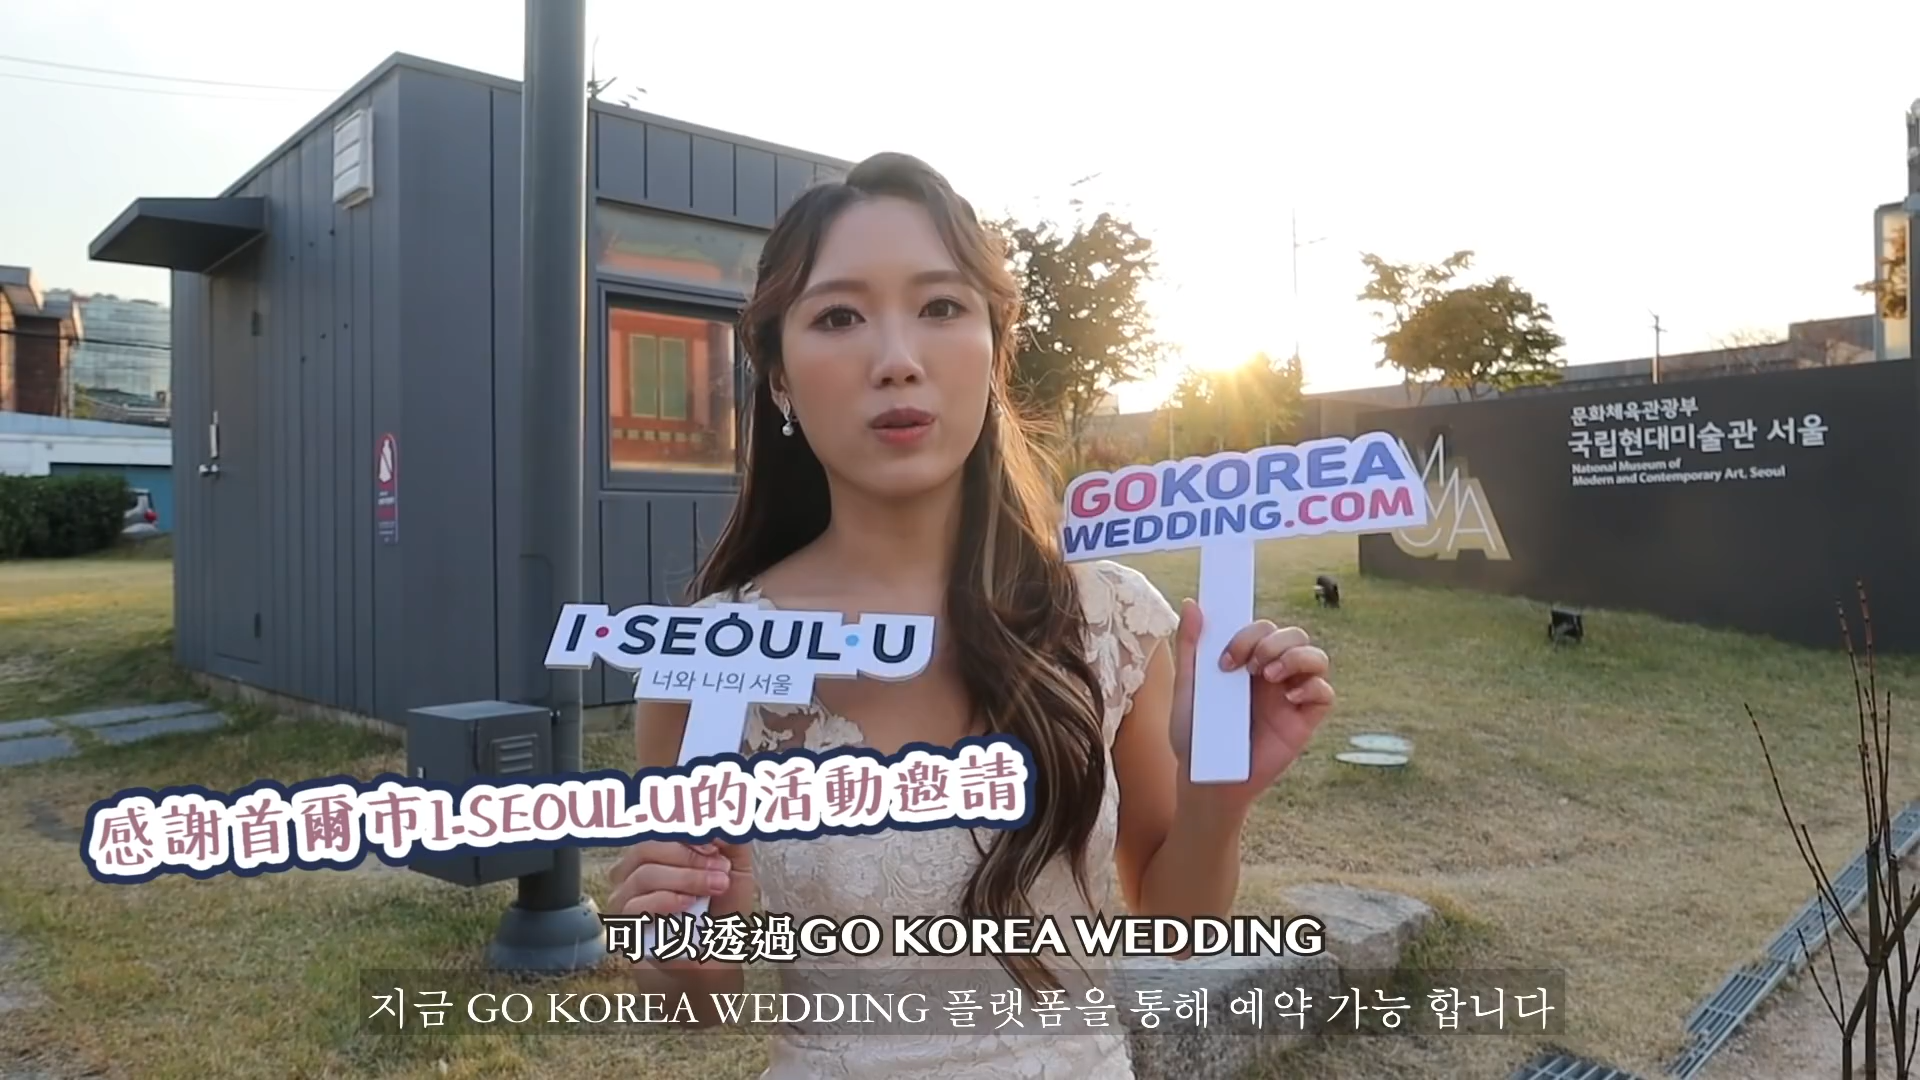 문화체육관광부
국립현대미술관 서울
National Museum of
Modern and Contemporary Art, Seoul
GOKOREA
WEDDING.COM
I·SEOUL·U
너와 나의 서울
感謝首爾市I.SEOUL.U的活動邀請
可以透過GO KOREA WEDDING
지금 GO KOREA WEDDING 플랫폼을 통해 예약 가능 합니다